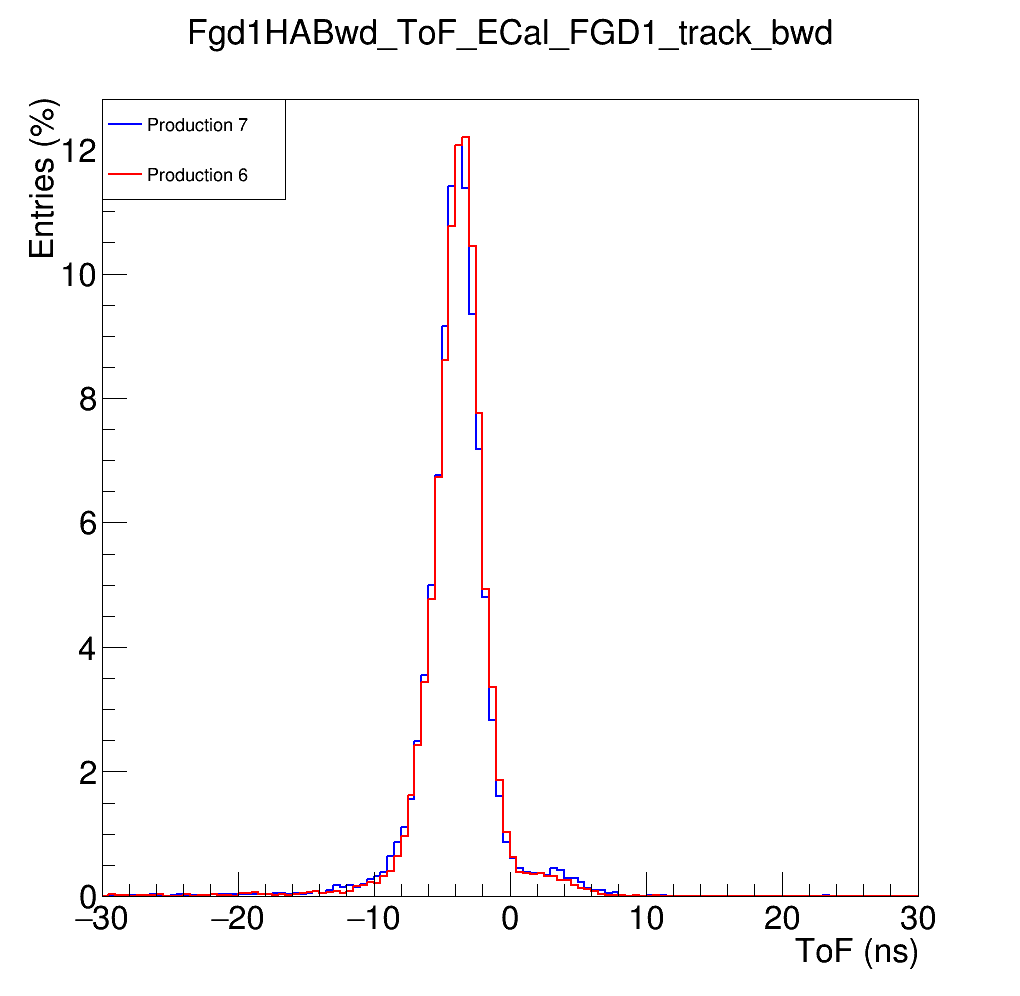 Fgd1HABwd_ToF_ECal_FGD1_track_bwd
Entries (%)
Production 7
Production 6
12
10
8
6
4
2
0
−30 −20 −10 0 10 20 30
ToF (ns)